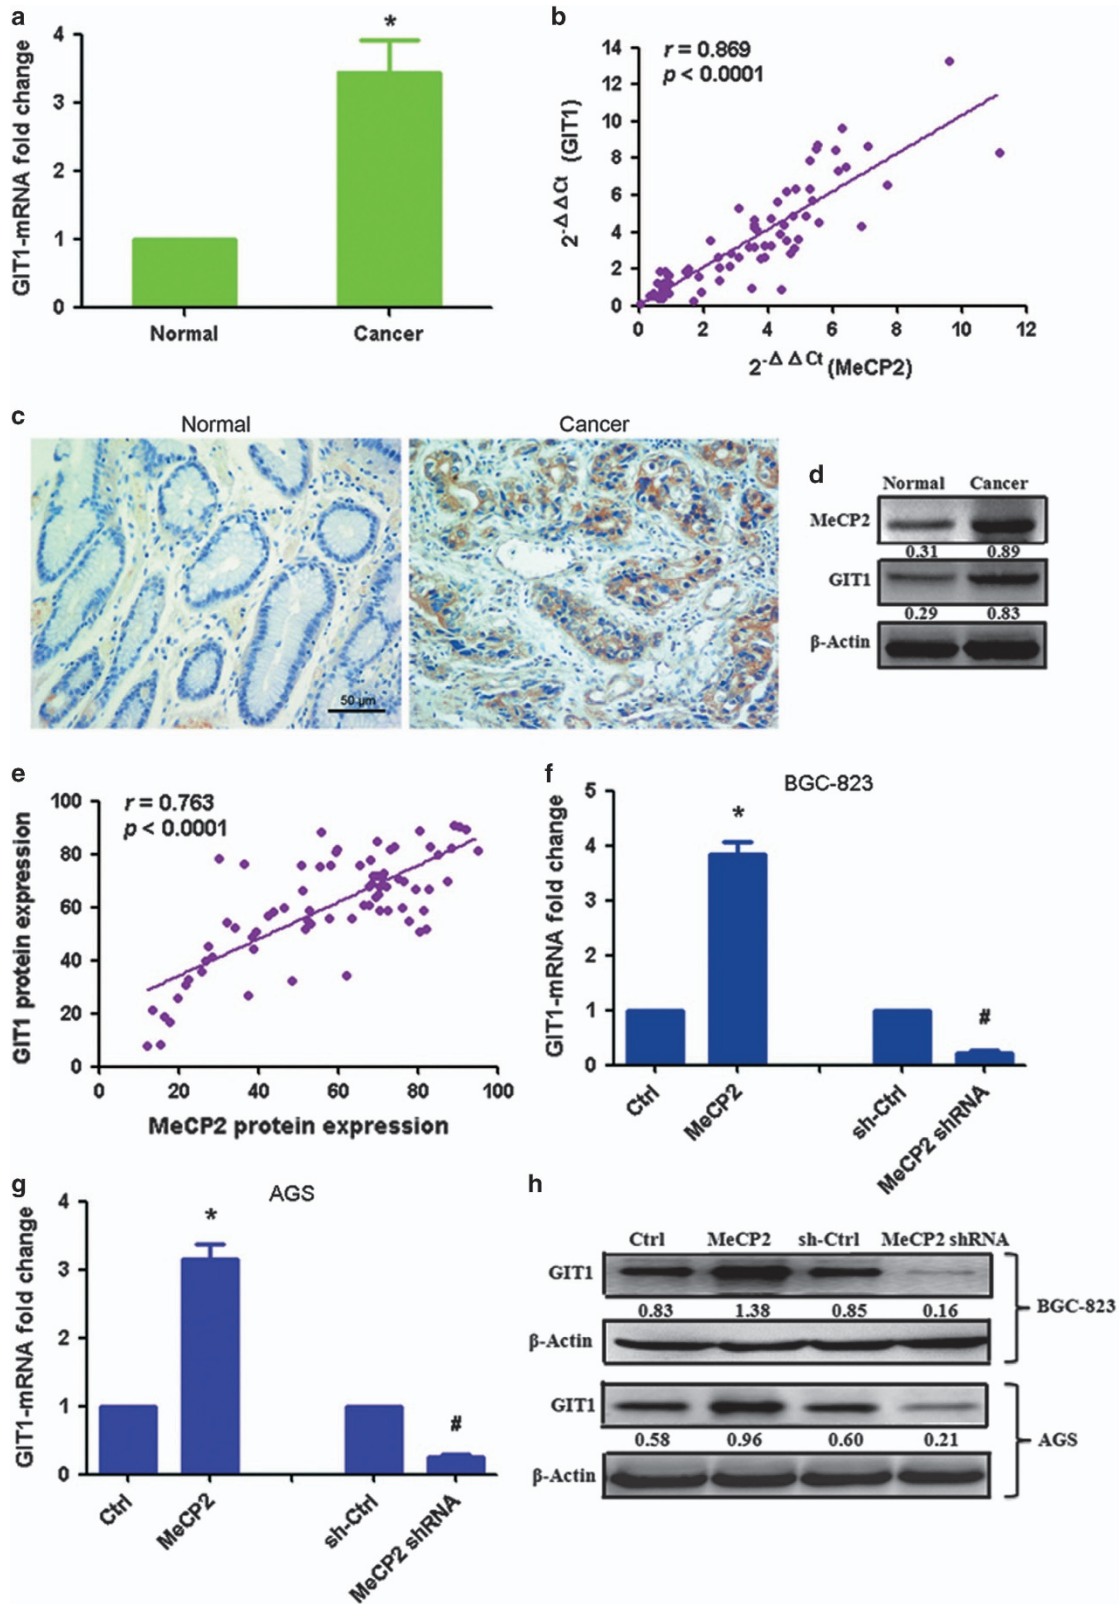 a
GIT1-mRNA fold change
4
3
2
1
0
*
Normal
Cancer
b
r = 0.869
p < 0.0001
2-ΔΔCt (GIT1)
14
12
10
8
6
4
2
0
0 2 4 6 8 10 12
2-ΔΔCt (MeCP2)
c
Normal
Cancer
50 µm
d
Normal Cancer
MeCP2
0.31 0.89
GIT1
0.29 0.83
β-Actin
e
r = 0.763
p < 0.0001
GIT1 protein expression
100
80
60
40
20
0
0 20 40 60 80 100
MeCP2 protein expression
f
BGC-823
GIT1-mRNA fold change
5
4
3
2
1
0
*
#
Ctrl
MeCP2
sh-Ctrl
MeCP2 shRNA
g
AGS
GIT1-mRNA fold change
4
3
2
1
0
*
#
Ctrl
MeCP2
sh-Ctrl
MeCP2 shRNA
h
Ctrl MeCP2 sh-Ctrl MeCP2 shRNA
GIT1
0.83 1.38 0.85 0.16
β-Actin
BGC-823
GIT1
0.58 0.96 0.60 0.21
β-Actin
AGS